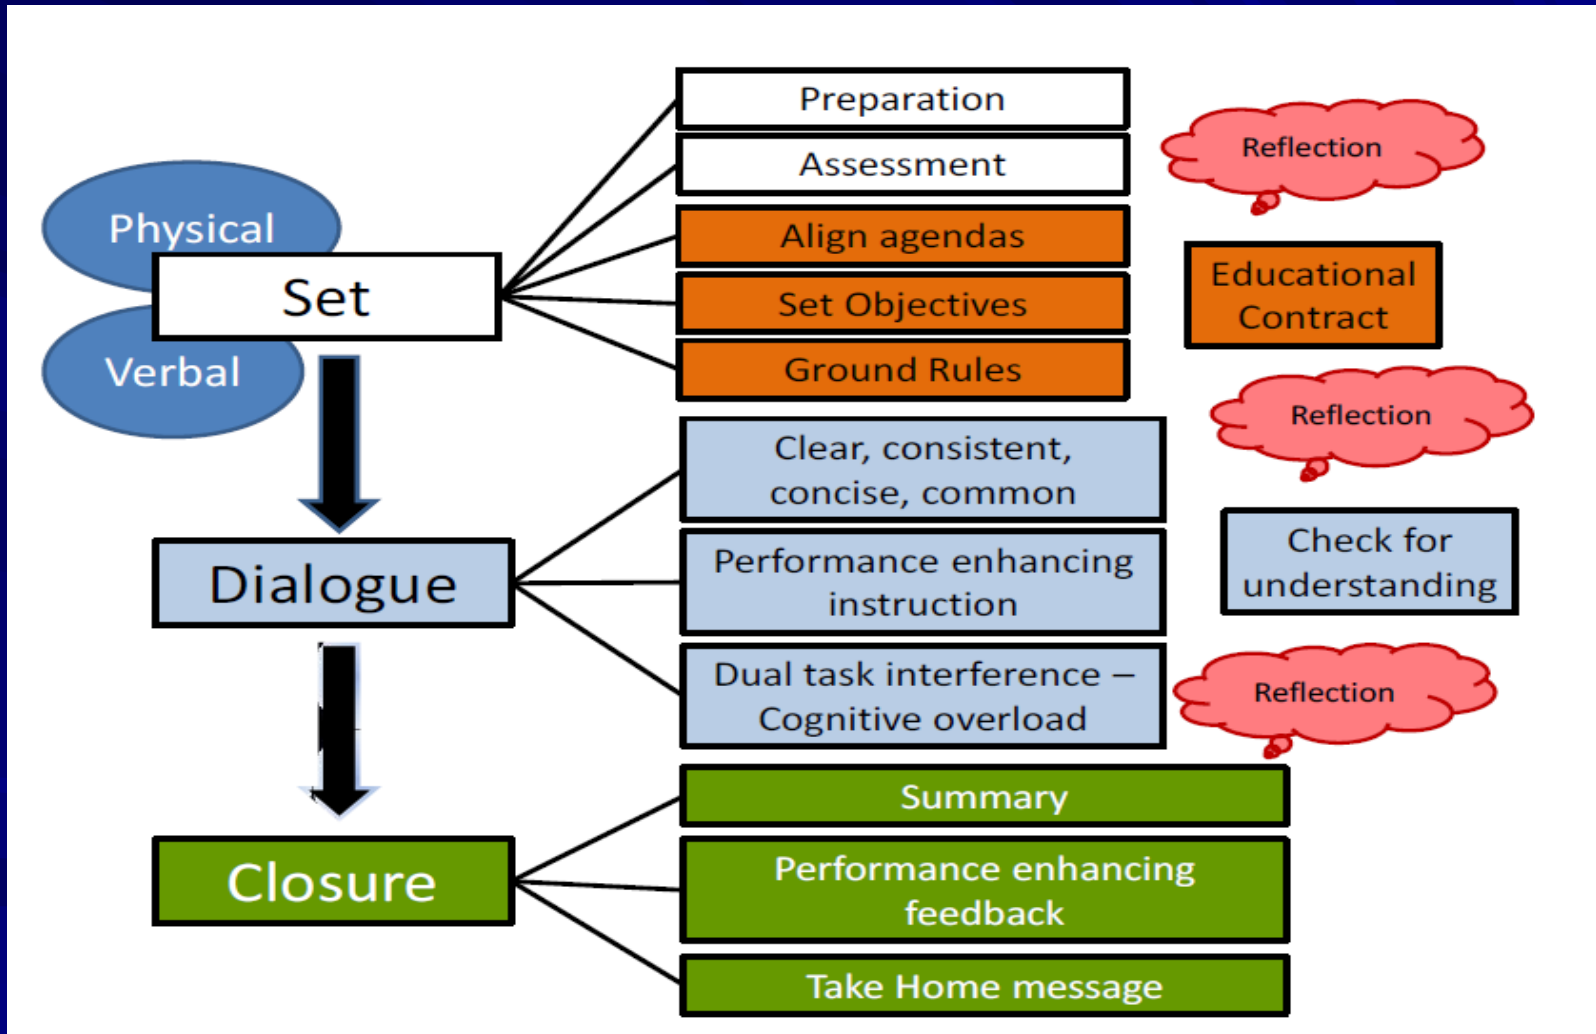 Physical
Verbal
Set
Preparation
Assessment
Align agendas
Set Objectives
Ground Rules
Reflection
Educational
Contract
Reflection
Dialogue
Clear, consistent,
concise, common
Performance enhancing
instruction
Dual task interference –
Cognitive overload
Check for
understanding
Reflection
Closure
Summary
Performance enhancing
feedback
Take Home message